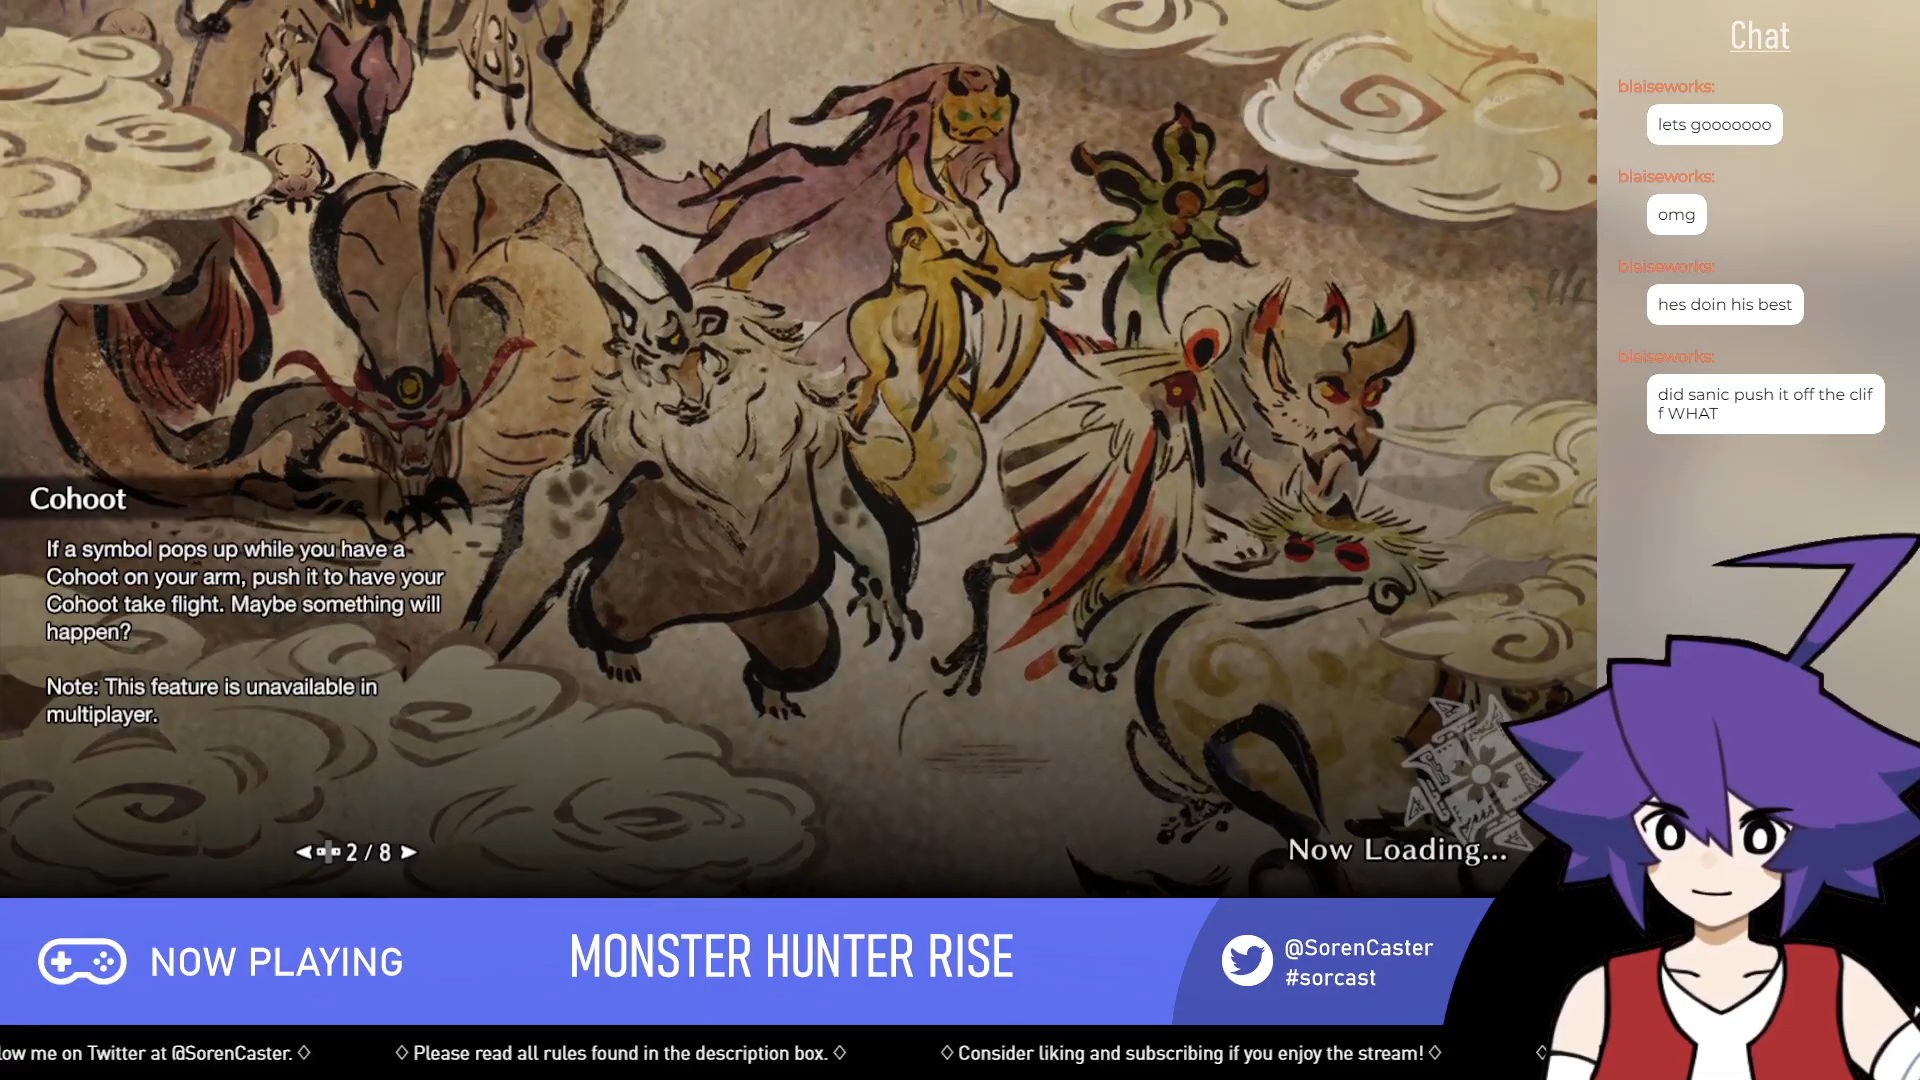 Chat
blaiseworks:
lets gooooooo
blaiseworks:
omg
blaiseworks:
hes doin his best
blaiseworks:
did sanic push it off the clif
f WHAT
Cohoot
If a symbol pops up while you have a
Cohoot on your arm, push it to have your
Cohoot take flight. Maybe something will
happen?
Note: This feature is unavailable in
multiplayer.
2 / 8
Now Loading...
NOW PLAYING
MONSTER HUNTER RISE
@SorenCaster
#sorcast
low me on Twitter at @SorenCaster. ◇ ◇ Please read all rules found in the description box. ◇ ◇ Consider liking and subscribing if you enjoy the stream! ◇ ◇